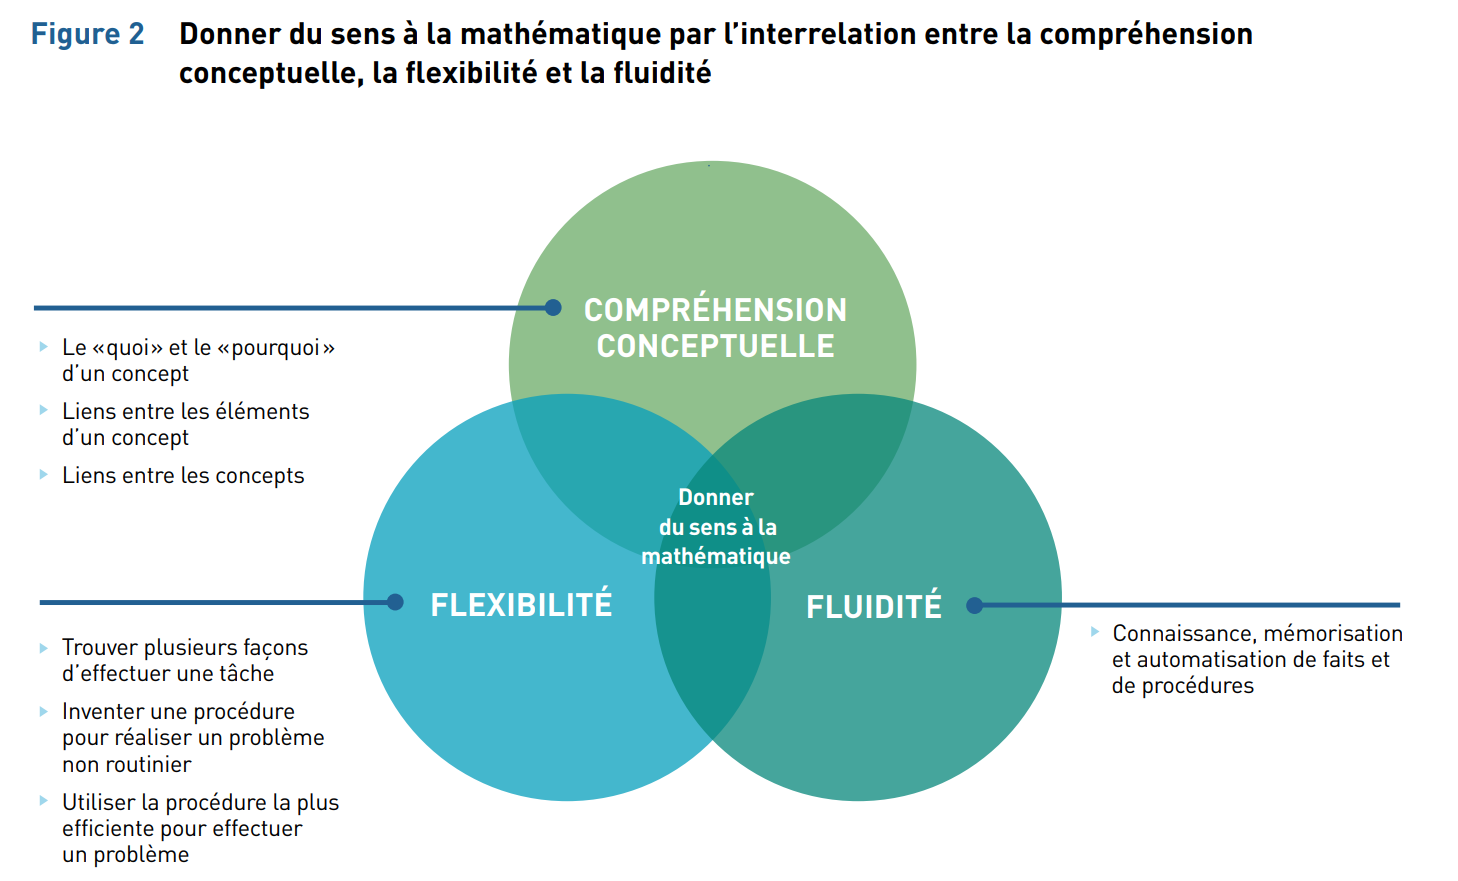 Figure 2 Donner du sens à la mathématique par l’interrelation entre la compréhension
conceptuelle, la flexibilité et la fluidité
COMPRÉHENSION
CONCEPTUELLE
Le «quoi» et le «pourquoi»
d’un concept
Liens entre les éléments
d’un concept
Liens entre les concepts
Donner
du sens à la
mathématique
FLEXIBILITÉ
Trouver plusieurs façons
d’effectuer une tâche
Inventer une procédure
pour réaliser un problème
non routinier
Utiliser la procédure la plus
efficiente pour effectuer
un problème
FLUIDITÉ
Connaissance, mémorisation
et automatisation de faits et
de procédures